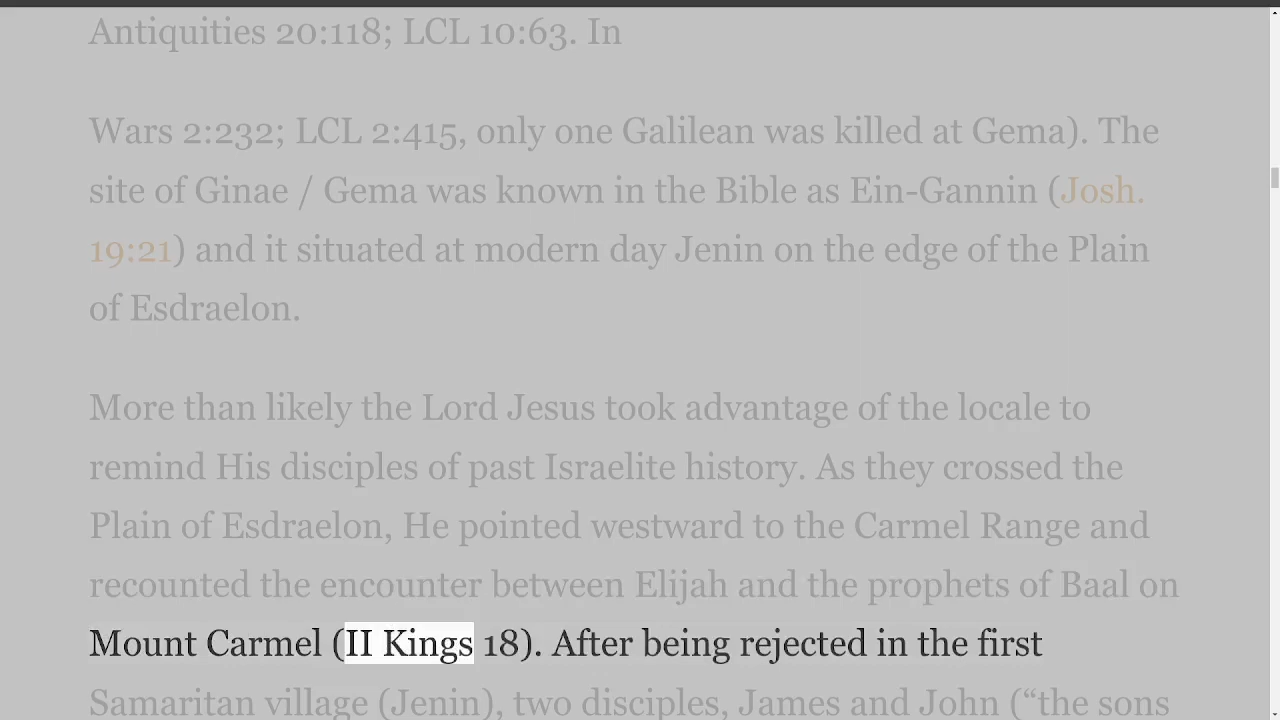 Antiquities 20:118; LCL 10:63. In
Wars 2:232; LCL 2:415, only one Galilean was killed at Gema). The
site of Ginae / Gema was known in the Bible as Ein-Gannin (Josh.
19:21) and it situated at modern day Jenin on the edge of the Plain
of Esdraelon.
More than likely the Lord Jesus took advantage of the locale to
remind His disciples of past Israelite history. As they crossed the
Plain of Esdraelon, He pointed westward to the Carmel Range and
recounted the encounter between Elijah and the prophets of Baal on
Mount Carmel (II Kings 18). After being rejected in the first
Samaritan village (Jenin), two disciples, James and John (“the sons